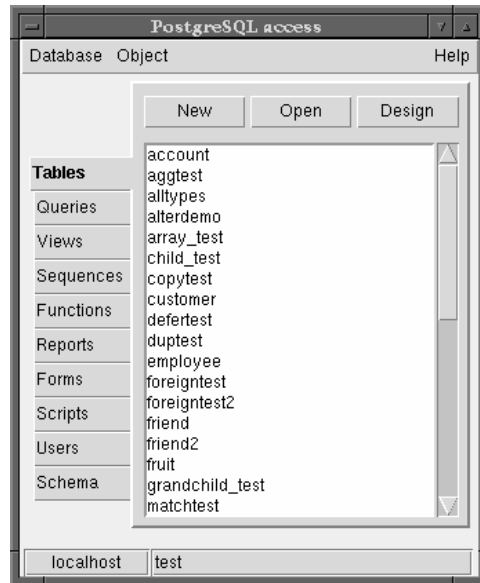 PostgreSQL access
Database Object Help
New Open Design
Tables
Queries
Views
Sequences
Functions
Reports
Forms
Scripts
Users
Schema
account
aggtest
alltypes
alterdemo
array_test
child_test
copytest
customer
defertest
duptest
employee
foreigntest
foreigntest2
friend
friend2
fruit
grandchild_test
matchtest
localhost test